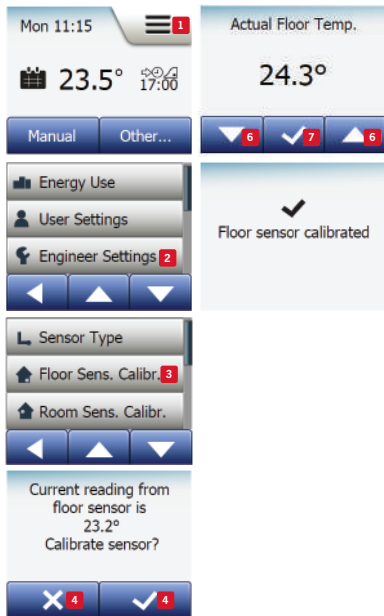 Mon 11:15
1
23.5°
17:00
Manual
Other...
Energy Use
User Settings
Engineer Settings 2
Sensor Type
Floor Sens. Calibr. 3
Room Sens. Calibr.
Current reading from
floor sensor is
23.2°
Calibrate sensor?
4
4
Actual Floor Temp.
24.3°
6
7
6
Floor sensor calibrated